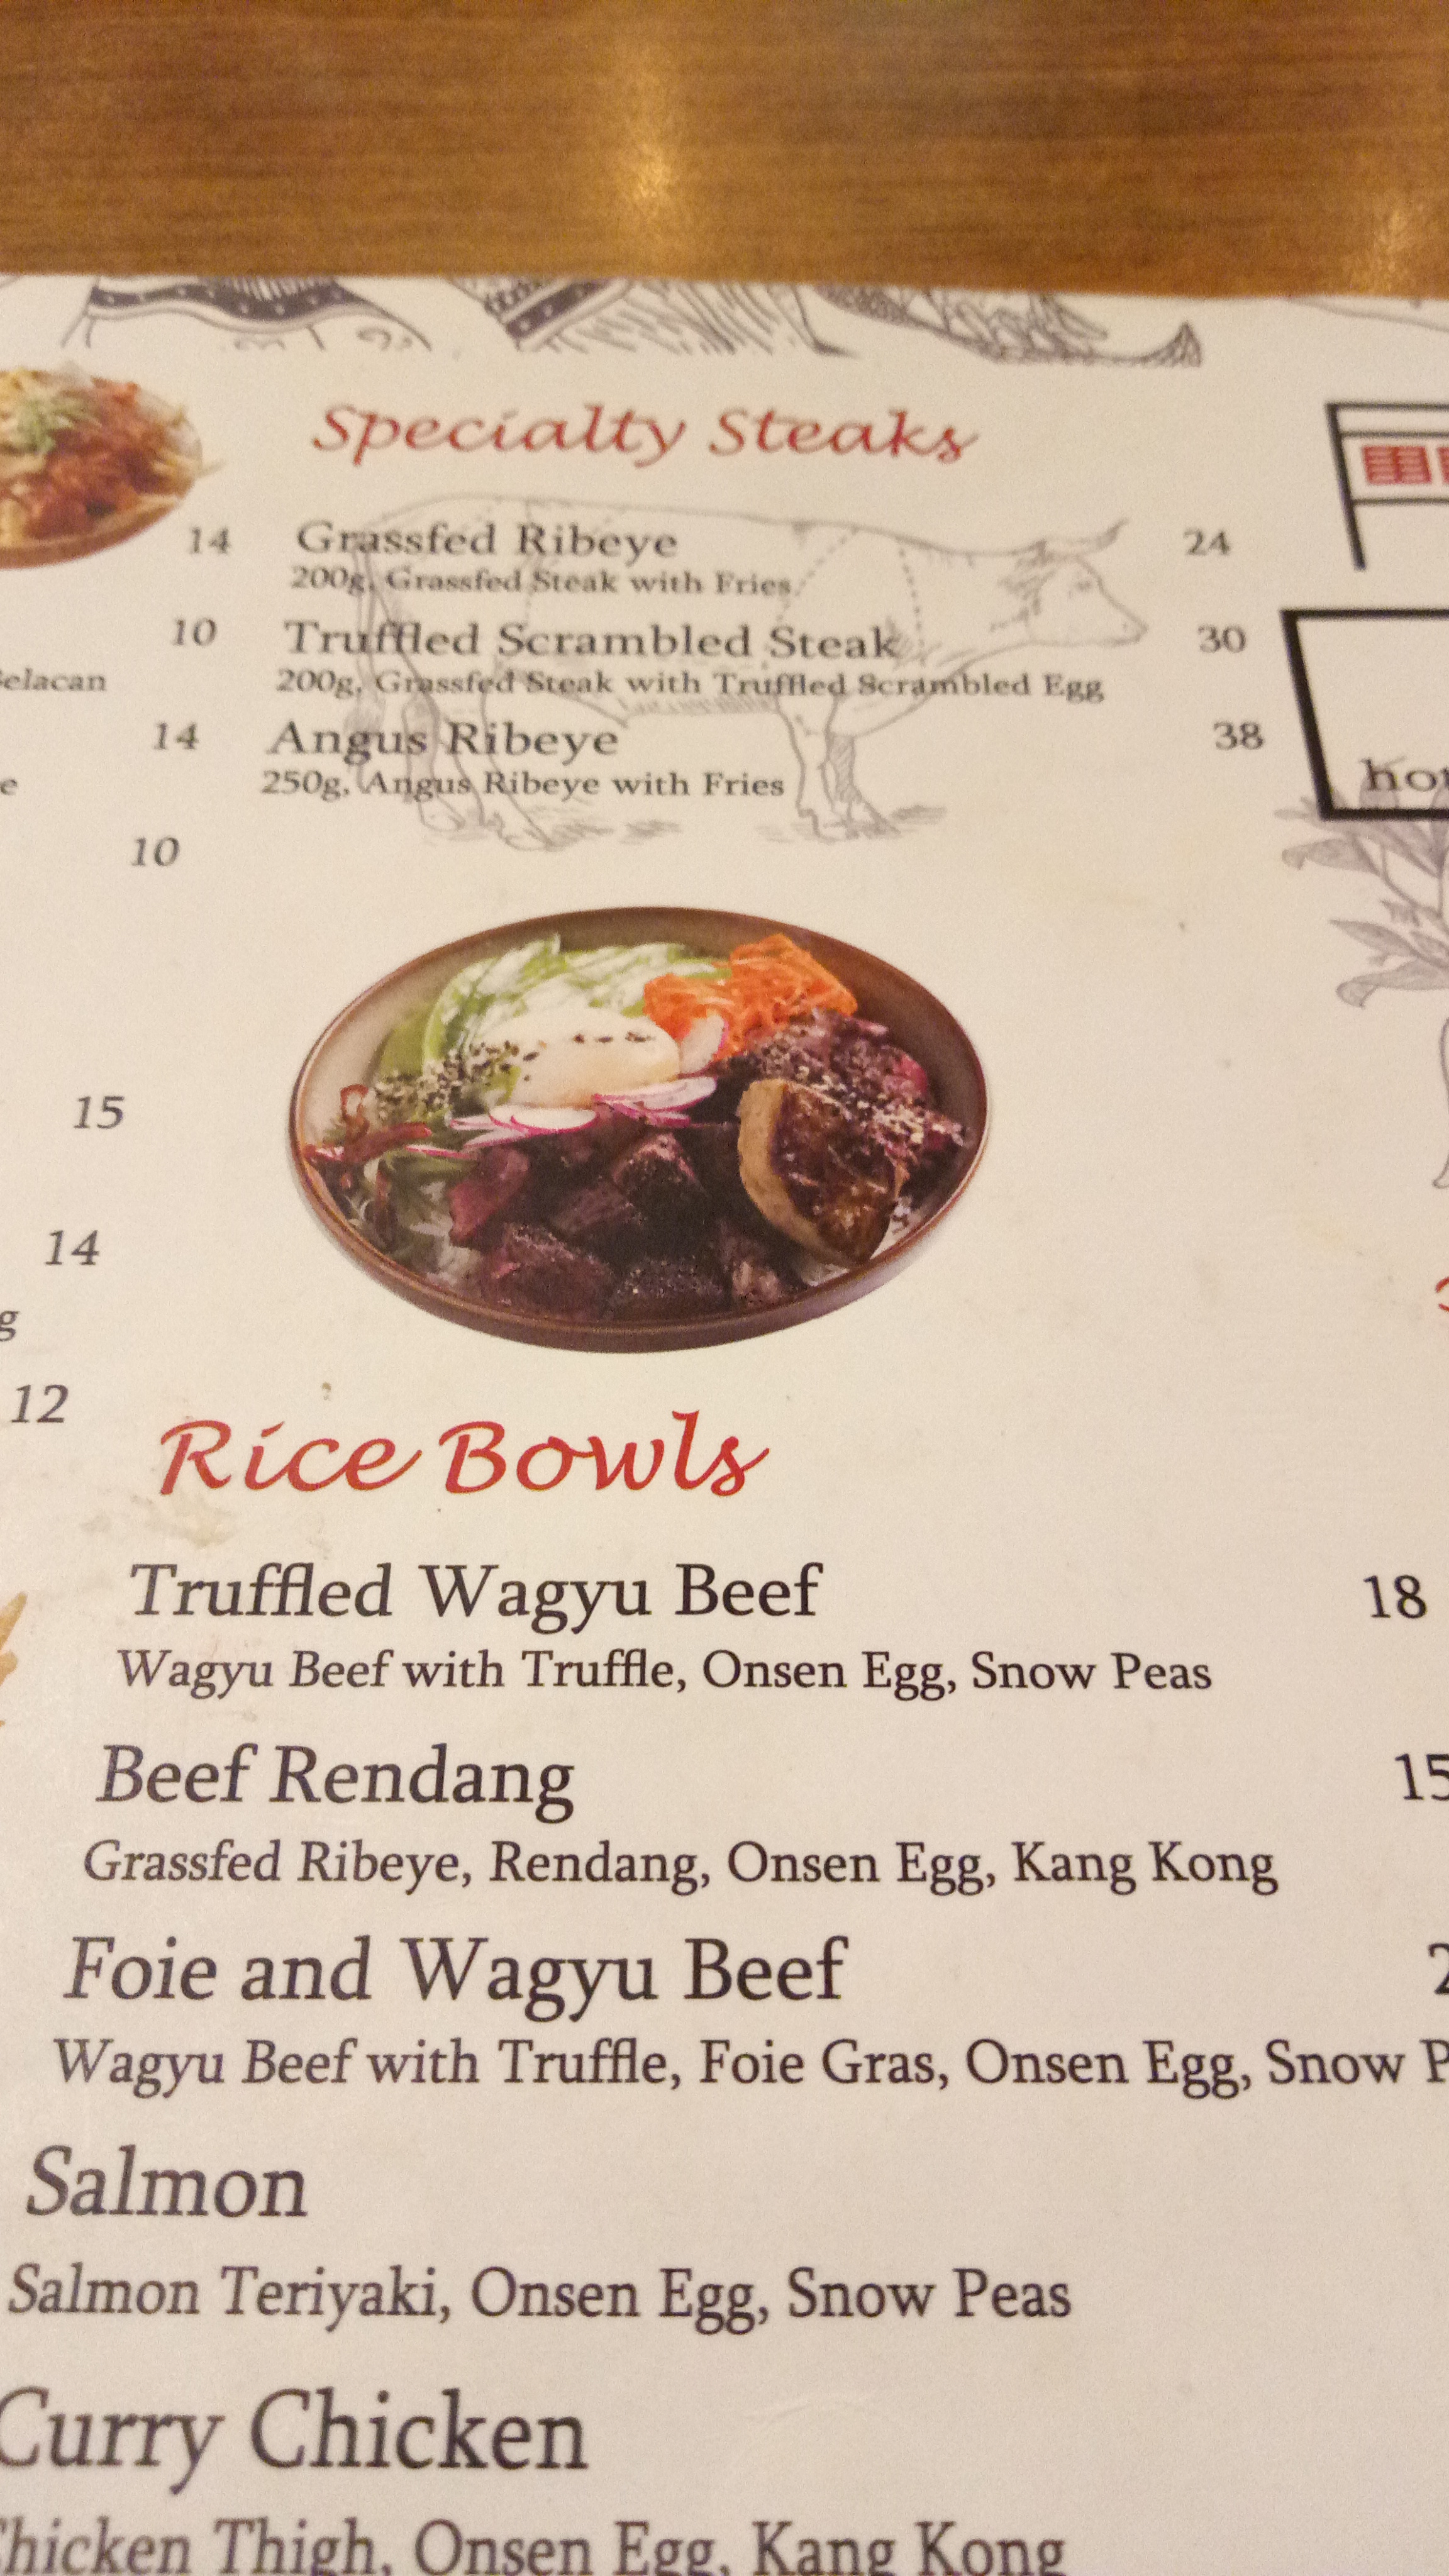 Specialty Steaks
14 Grassfed Ribeye 24
200g, Grassfed Steak with Fries
10 Truffled Scrambled Steak 30
Belacan 200g, Grassfed Steak with Truffled Scrambled Egg
14 Angus Ribeye 38
250g, Angus Ribeye with Fries
10
15
14
12
Rice Bowls
Truffled Wagyu Beef 18
Wagyu Beef with Truffle, Onsen Egg, Snow Peas
Beef Rendang 15
Grassfed Ribeye, Rendang, Onsen Egg, Kang Kong
Foie and Wagyu Beef
Wagyu Beef with Truffle, Foie Gras, Onsen Egg, Snow P
Salmon
Salmon Teriyaki, Onsen Egg, Snow Peas
Curry Chicken
Chicken Thigh, Onsen Egg, Kang Kong